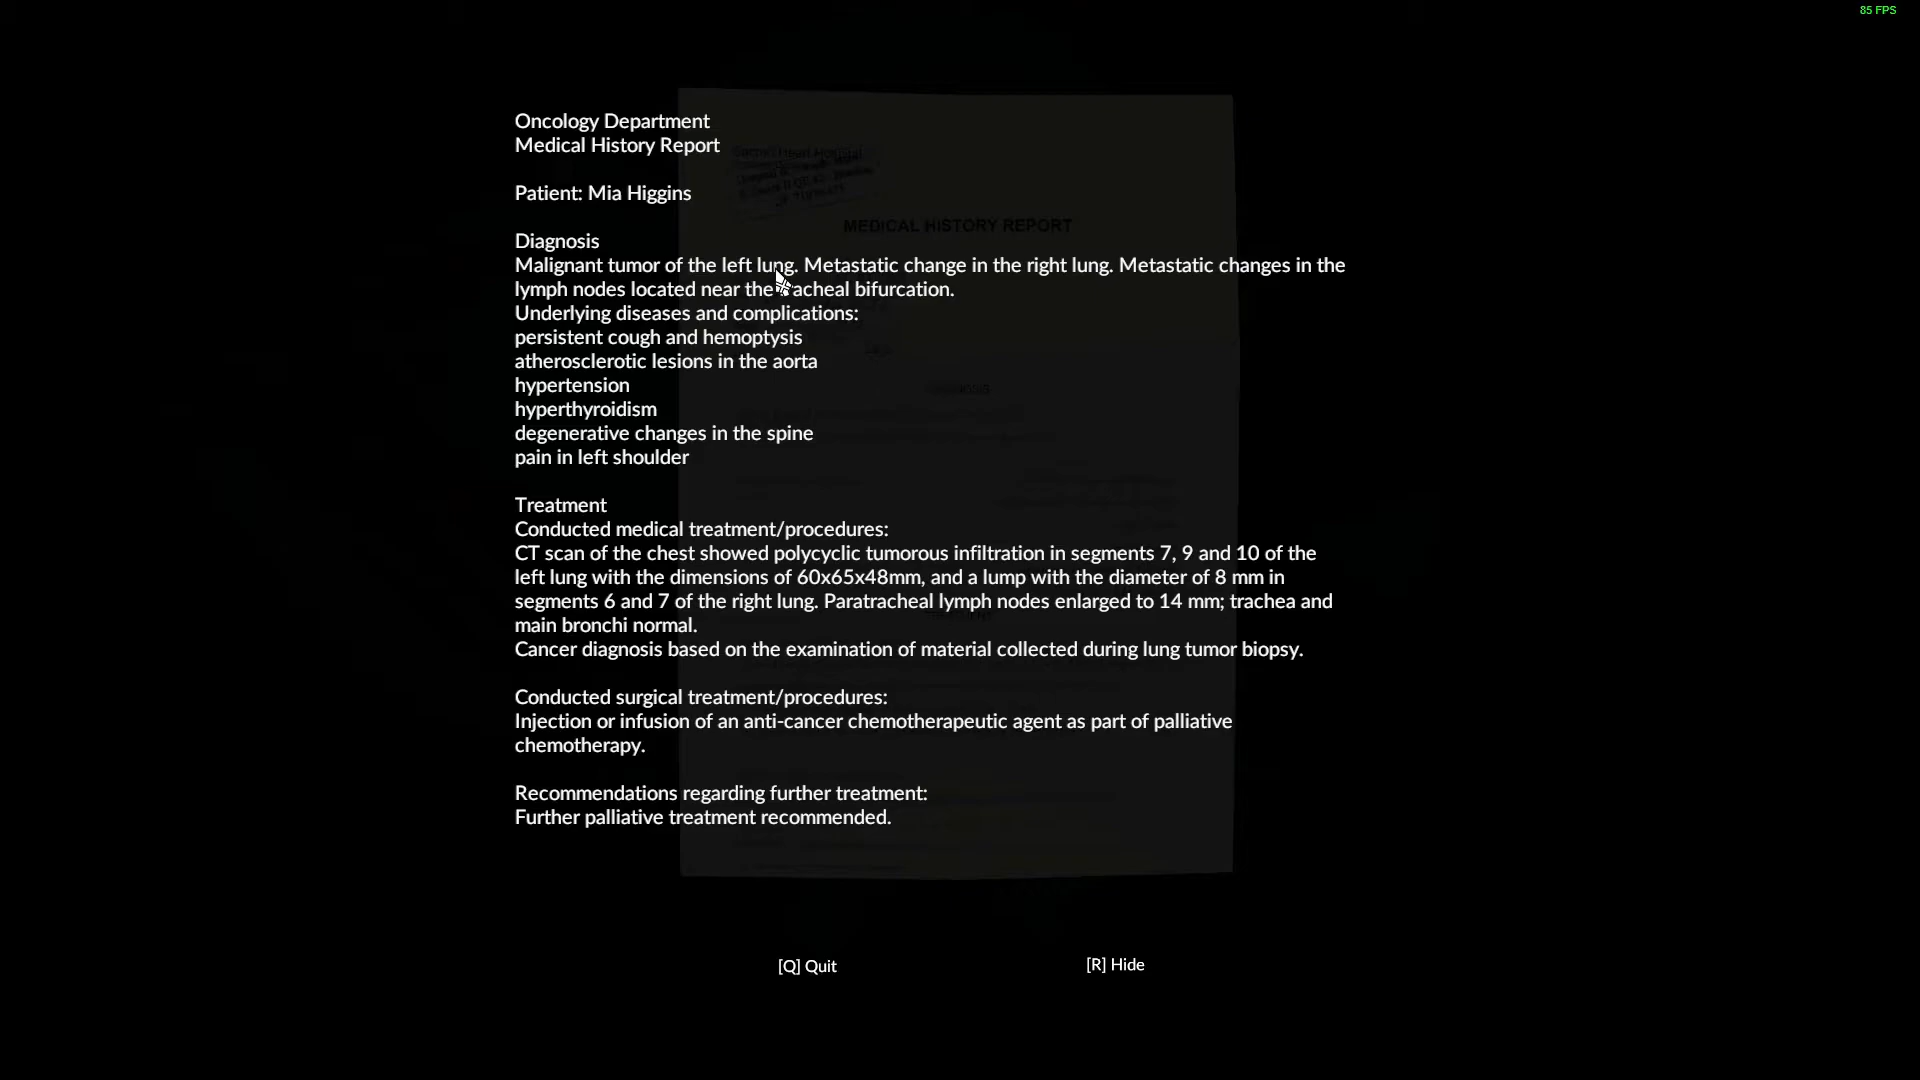 85 FPS
Oncology Department
Medical History Report
Patient: Mia Higgins
MEDICAL HISTORY REPORT
Diagnosis
Malignant tumor of the left lung. Metastatic change in the right lung. Metastatic changes in the
lymph nodes located near the acheal bifurcation.
Underlying diseases and complications:
persistent cough and hemoptysis
atherosclerotic lesions in the aorta
hypertension
hyperthyroidism
degenerative changes in the spine
pain in left shoulder
Treatment
Conducted medical treatment/procedures:
CT scan of the chest showed polycyclic tumorous infiltration in segments 7, 9 and 10 of the
left lung with the dimensions of 60x65x48mm, and a lump with the diameter of 8 mm in
segments 6 and 7 of the right lung. Paratracheal lymph nodes enlarged to 14 mm; trachea and
main bronchi normal.
Cancer diagnosis based on the examination of material collected during lung tumor biopsy.
Conducted surgical treatment/procedures:
Injection or infusion of an anti-cancer chemotherapeutic agent as part of palliative
chemotherapy.
Recommendations regarding further treatment:
Further palliative treatment recommended.
[Q] Quit
[R] Hide